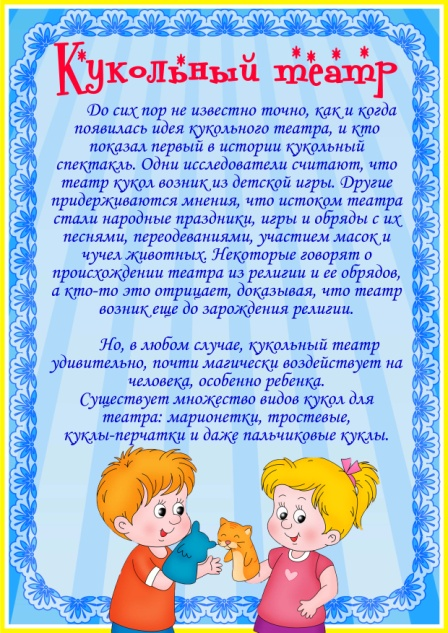 Кукольный театр
До сих пор не известно точно, как и когда
появилась идея кукольного театра, и кто
показал первый в истории кукольный
спектакль. Одни исследователи считают, что
театр кукол возник из детской игры. Другие
придерживаются мнения, что истоком театра
стали народные праздники, игры и обряды с их
песнями, переодеваниями, участием масок и
чучел животных. Некоторые говорят о
происхождении театра из религии и ее обрядов,
а кто-то это отрицает, доказывая, что театр
возник еще до зарождения религии.
Но, в любом случае, кукольный театр
удивительно, почти магически воздействует на
человека, особенно ребенка.
Существует множество видов кукол для
театра: марионетки, тростевые,
куклы-перчатки и даже пальчиковые куклы.